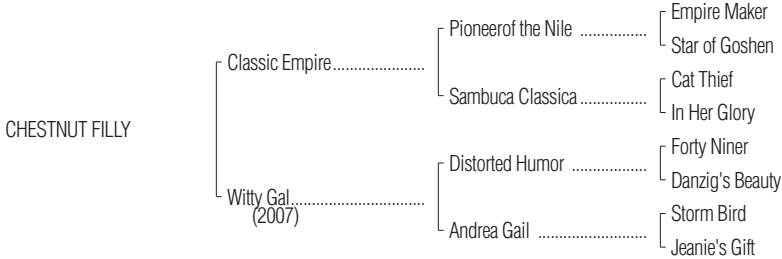 Empire Maker
Pioneerof the Nile ................
Star of Goshen
Classic Empire......................
Cat Thief
Sambuca Classica ................
In Her Glory
CHESTNUT FILLY
Forty Niner
Distorted Humor ..................
Danzig's Beauty
Witty Gal................................
(2007)
Storm Bird
Andrea Gail ..........................
Jeanie's Gift